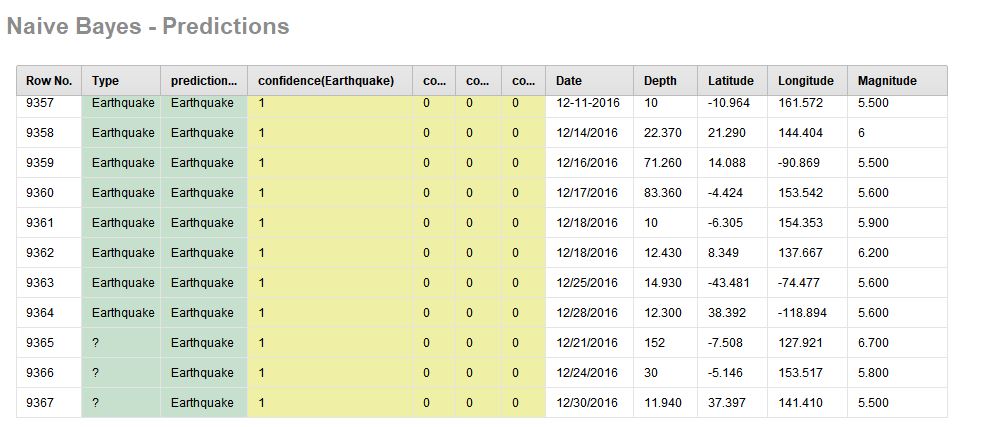 Naive Bayes - Predictions
Row No. Type prediction... confidence(Earthquake) co... co... co... Date Depth Latitude Longitude Magnitude
9357 Earthquake Earthquake 1 0 0 0 12-11-2016 10 -10.964 161.572 5.500
9358 Earthquake Earthquake 1 0 0 0 12/14/2016 22.370 21.290 144.404 6
9359 Earthquake Earthquake 1 0 0 0 12/16/2016 71.260 14.088 -90.869 5.500
9360 Earthquake Earthquake 1 0 0 0 12/17/2016 83.360 -4.424 153.542 5.600
9361 Earthquake Earthquake 1 0 0 0 12/18/2016 10 -6.305 154.353 5.900
9362 Earthquake Earthquake 1 0 0 0 12/18/2016 12.430 8.349 137.667 6.200
9363 Earthquake Earthquake 1 0 0 0 12/25/2016 14.930 -43.481 -74.477 5.600
9364 Earthquake Earthquake 1 0 0 0 12/28/2016 12.300 38.392 -118.894 5.600
9365 ? Earthquake 1 0 0 0 12/21/2016 152 -7.508 127.921 6.700
9366 ? Earthquake 1 0 0 0 12/24/2016 30 -5.146 153.517 5.800
9367 ? Earthquake 1 0 0 0 12/30/2016 11.940 37.397 141.410 5.500